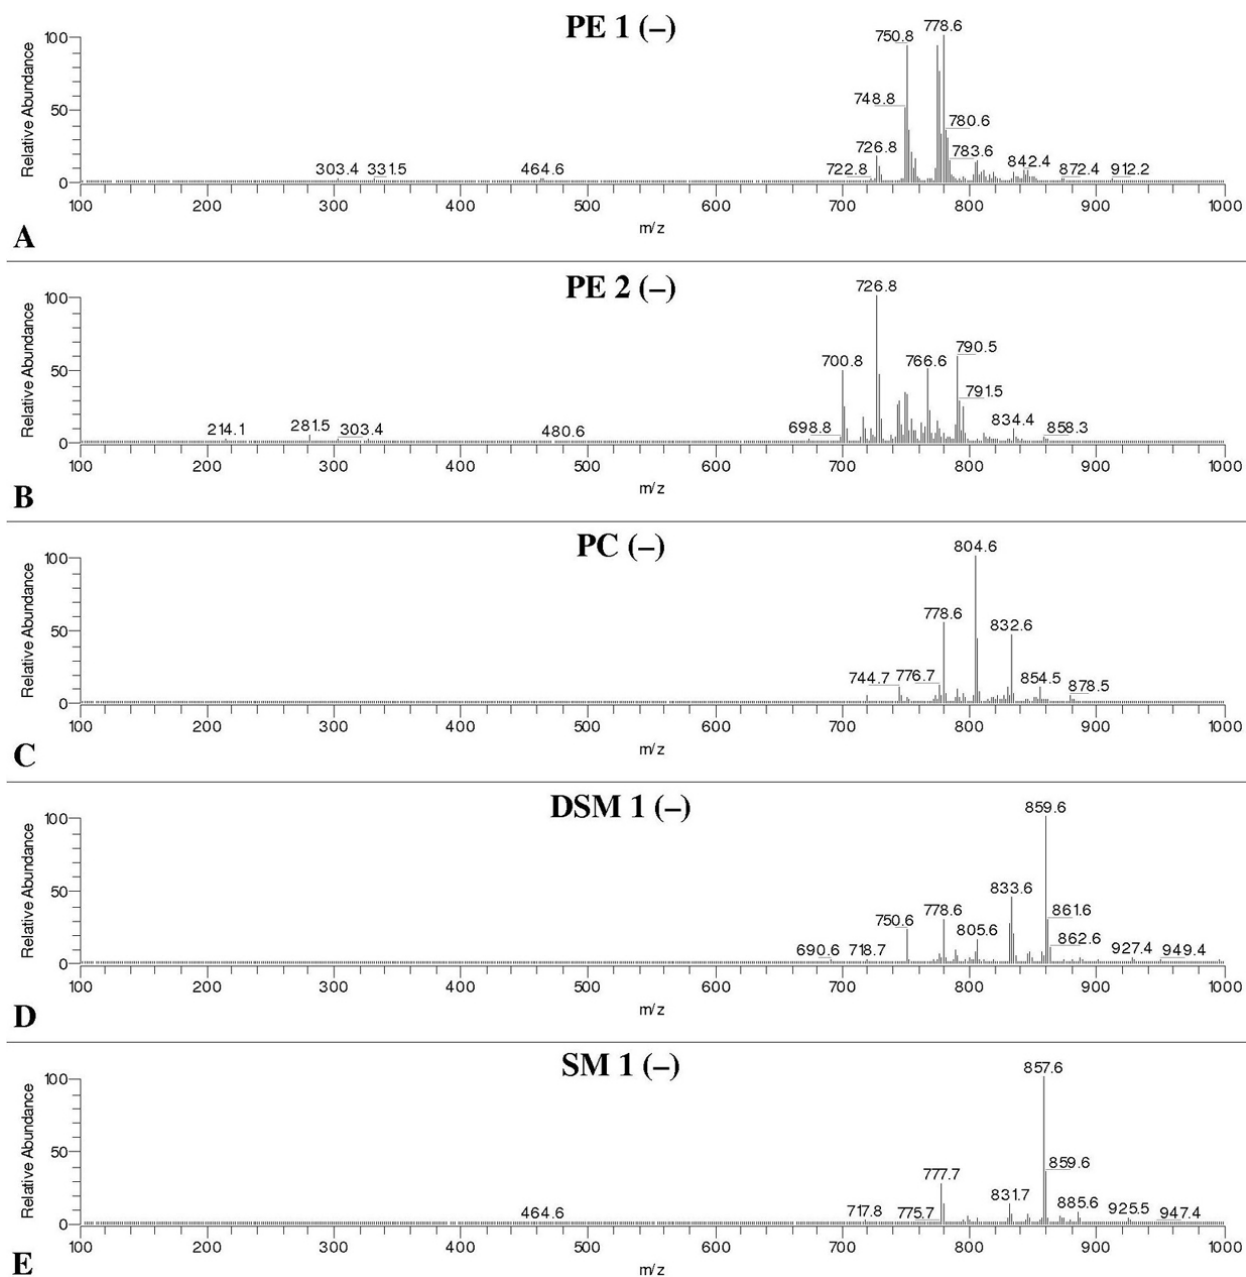 PE 1 (–)
Relative Abundance
100
50
0
303.4 331.5 464.6 722.8 726.8 748.8 750.8 778.6 780.6 783.6 842.4 872.4 912.2
100 200 300 400 500 600 700 800 900 1000
m/z
A
PE 2 (–)
Relative Abundance
100
50
0
214.1 281.5 303.4 480.6 698.8 700.8 726.8 766.6 790.5 791.5 834.4 858.3
100 200 300 400 500 600 700 800 900 1000
m/z
B
PC (–)
Relative Abundance
100
50
0
744.7 776.7 778.6 804.6 832.6 854.5 878.5
100 200 300 400 500 600 700 800 900 1000
m/z
C
DSM 1 (–)
Relative Abundance
100
50
0
690.6 718.7 750.6 778.6 805.6 833.6 859.6 861.6 862.6 927.4 949.4
100 200 300 400 500 600 700 800 900 1000
m/z
D
SM 1 (–)
Relative Abundance
100
50
0
464.6 717.8 775.7 777.7 831.7 857.6 859.6 885.6 925.5 947.4
100 200 300 400 500 600 700 800 900 1000
m/z
E